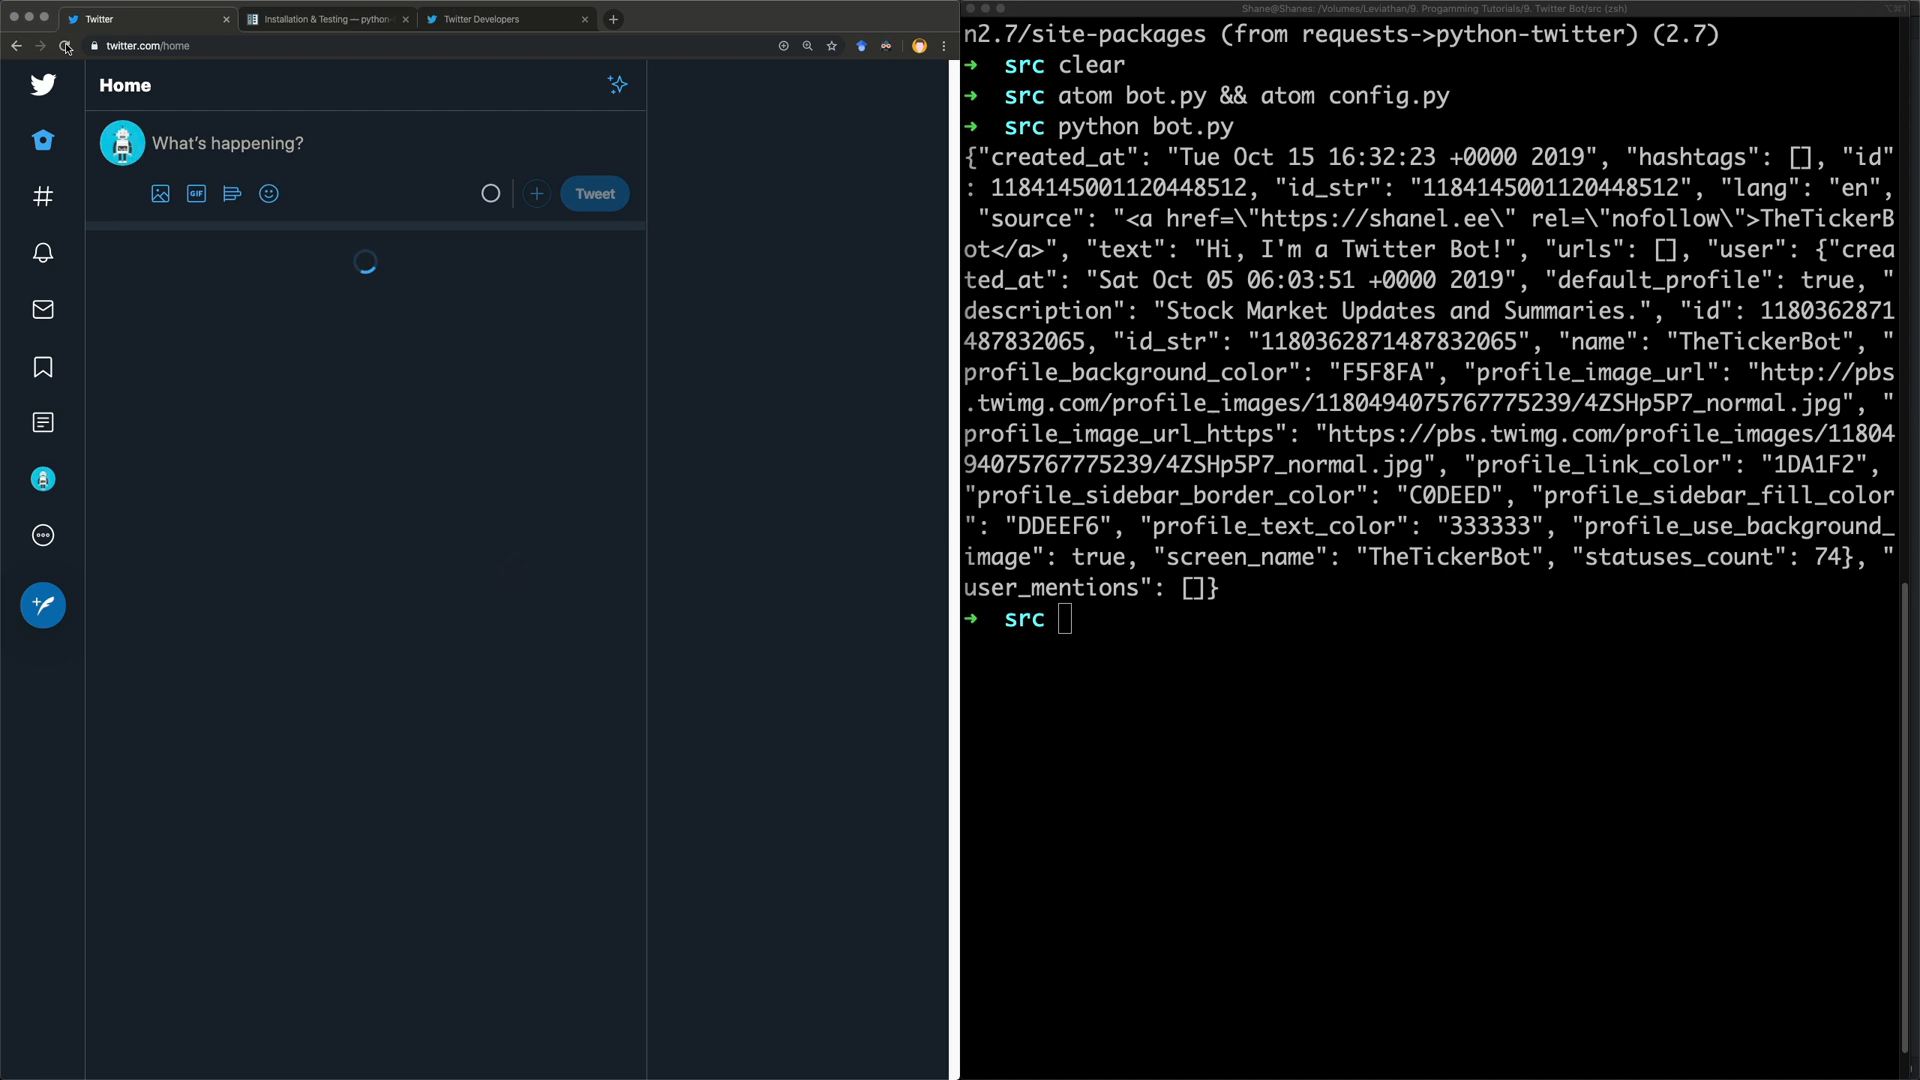 Twitter
Installation & Testing — python-
Twitter Developers
twitter.com/home
Home
What's happening?
GIF
Tweet
Shane@Shanes: /Volumes/Leviathan/9. Progamming Tutorials/9. Twitter Bot/src (zsh)
n2.7/site-packages (from requests->python-twitter) (2.7)
➜ src clear
➜ src atom bot.py && atom config.py
➜ src python bot.py
{"created_at": "Tue Oct 15 16:32:23 +0000 2019", "hashtags": [], "id"
: 1184145001120448512, "id_str": "1184145001120448512", "lang": "en",
"source": "<a href=\"https://shanel.ee\" rel=\"nofollow\">TheTickerB
ot</a>", "text": "Hi, I'm a Twitter Bot!", "urls": [], "user": {"crea
ted_at": "Sat Oct 05 06:03:51 +0000 2019", "default_profile": true, "
description": "Stock Market Updates and Summaries.", "id": 1180362871
487832065, "id_str": "1180362871487832065", "name": "TheTickerBot", "
profile_background_color": "F5F8FA", "profile_image_url": "http://pbs
.twimg.com/profile_images/1180494075767775239/4ZSHp5P7_normal.jpg", "
profile_image_url_https": "https://pbs.twimg.com/profile_images/11804
94075767775239/4ZSHp5P7_normal.jpg", "profile_link_color": "1DA1F2",
"profile_sidebar_border_color": "C0DEED", "profile_sidebar_fill_color
": "DDEEF6", "profile_text_color": "333333", "profile_use_background_
image": true, "screen_name": "TheTickerBot", "statuses_count": 74}, "
user_mentions": []}
➜ src